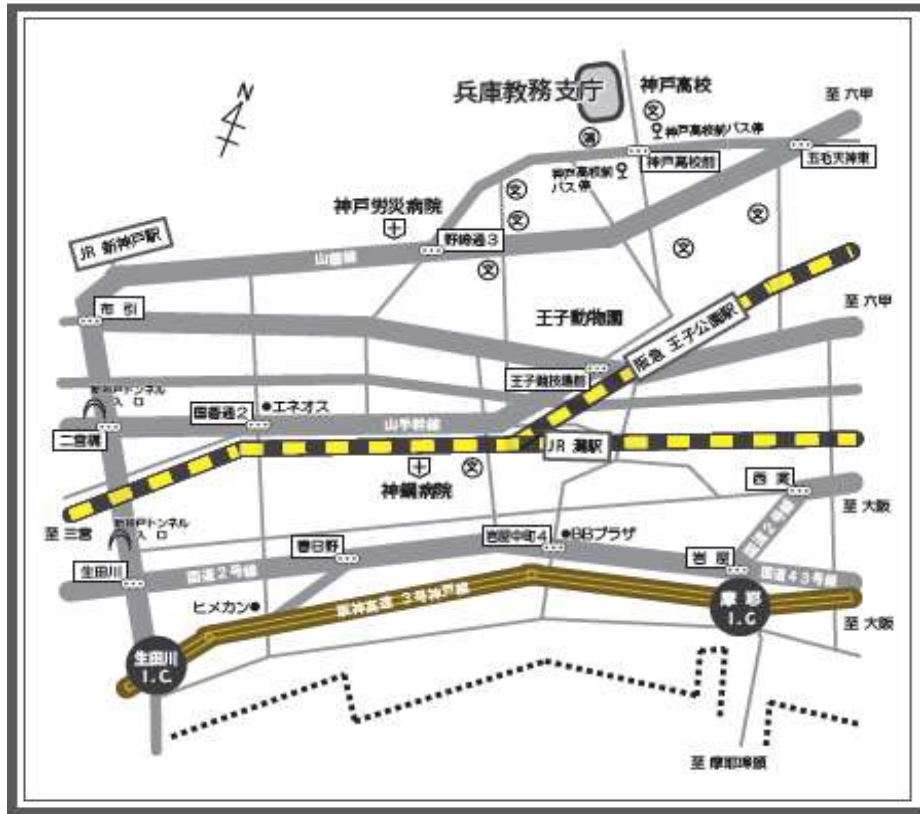 兵庫教務支庁
神戸高校
至 六甲
N
文
神戸高校前バス停
神戸高校前
五毛天神東
神戸高校前
バス停
文
文
文
文
文
神戸労災病院
野崎通3
JR 新神戸駅
山麓線
布引
王子動物園
阪急 王子公園駅
至 六甲
王子競技場前
新神戸トンネル
入口
国香通2
エネオス
二宮橋
山手幹線
JR 灘駅
神鋼病院
文
西灘
至 大阪
至 三宮
新神戸トンネル
入口
春日野
岩屋中町4
BBプラザ
岩屋
国道2号線
生田川
国道2号線
国道43号線
ヒメカン
阪神高速 3号神戸線
摩耶
I.C
至 大阪
生田川
I.C.
至 摩耶埠頭